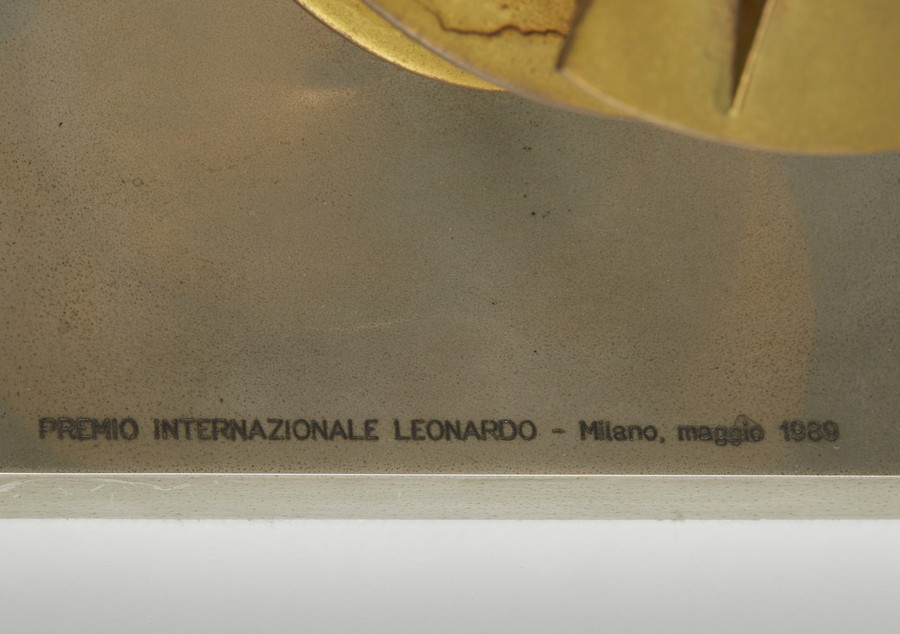 PREMIO INTERNAZIONALE LEONARDO - Milano, maggio 1989